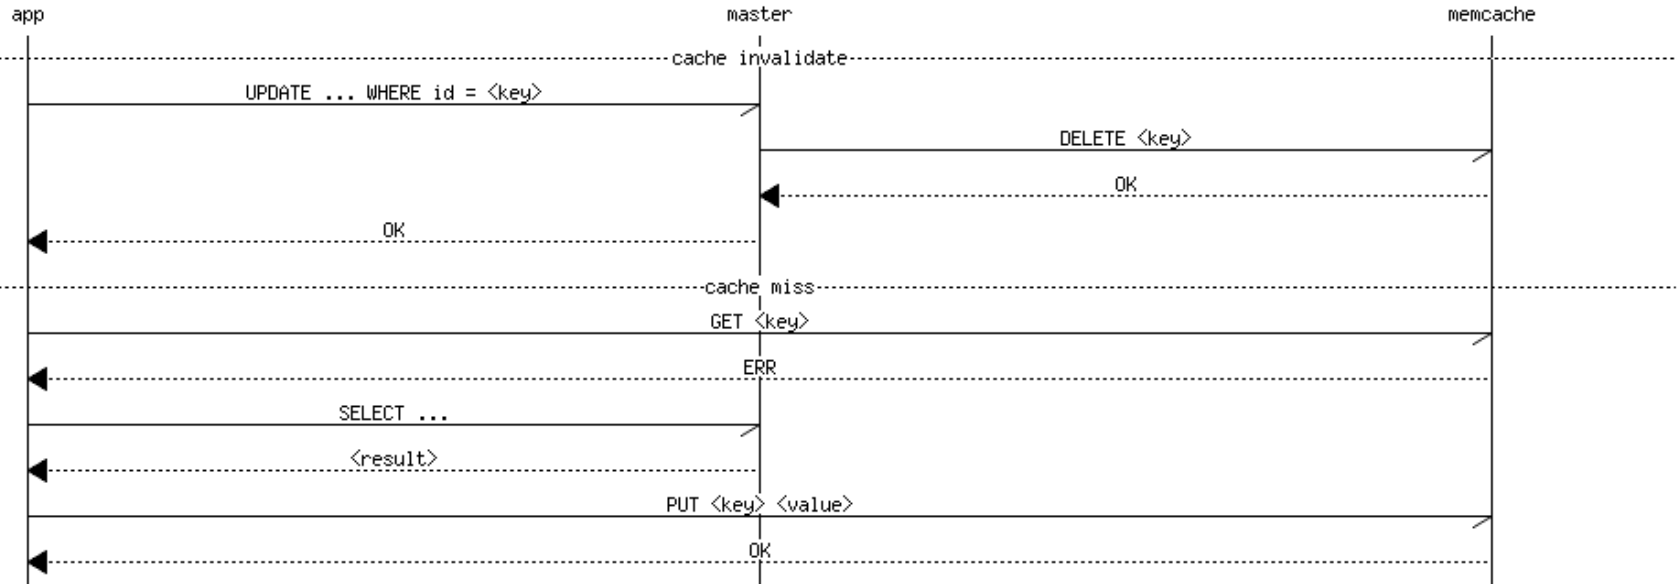 app master memcache
cache invalidate
UPDATE ... WHERE id = <key>
DELETE <key>
OK
OK
cache miss
GET <key>
ERR
SELECT ...
<result>
PUT <key> <value>
OK